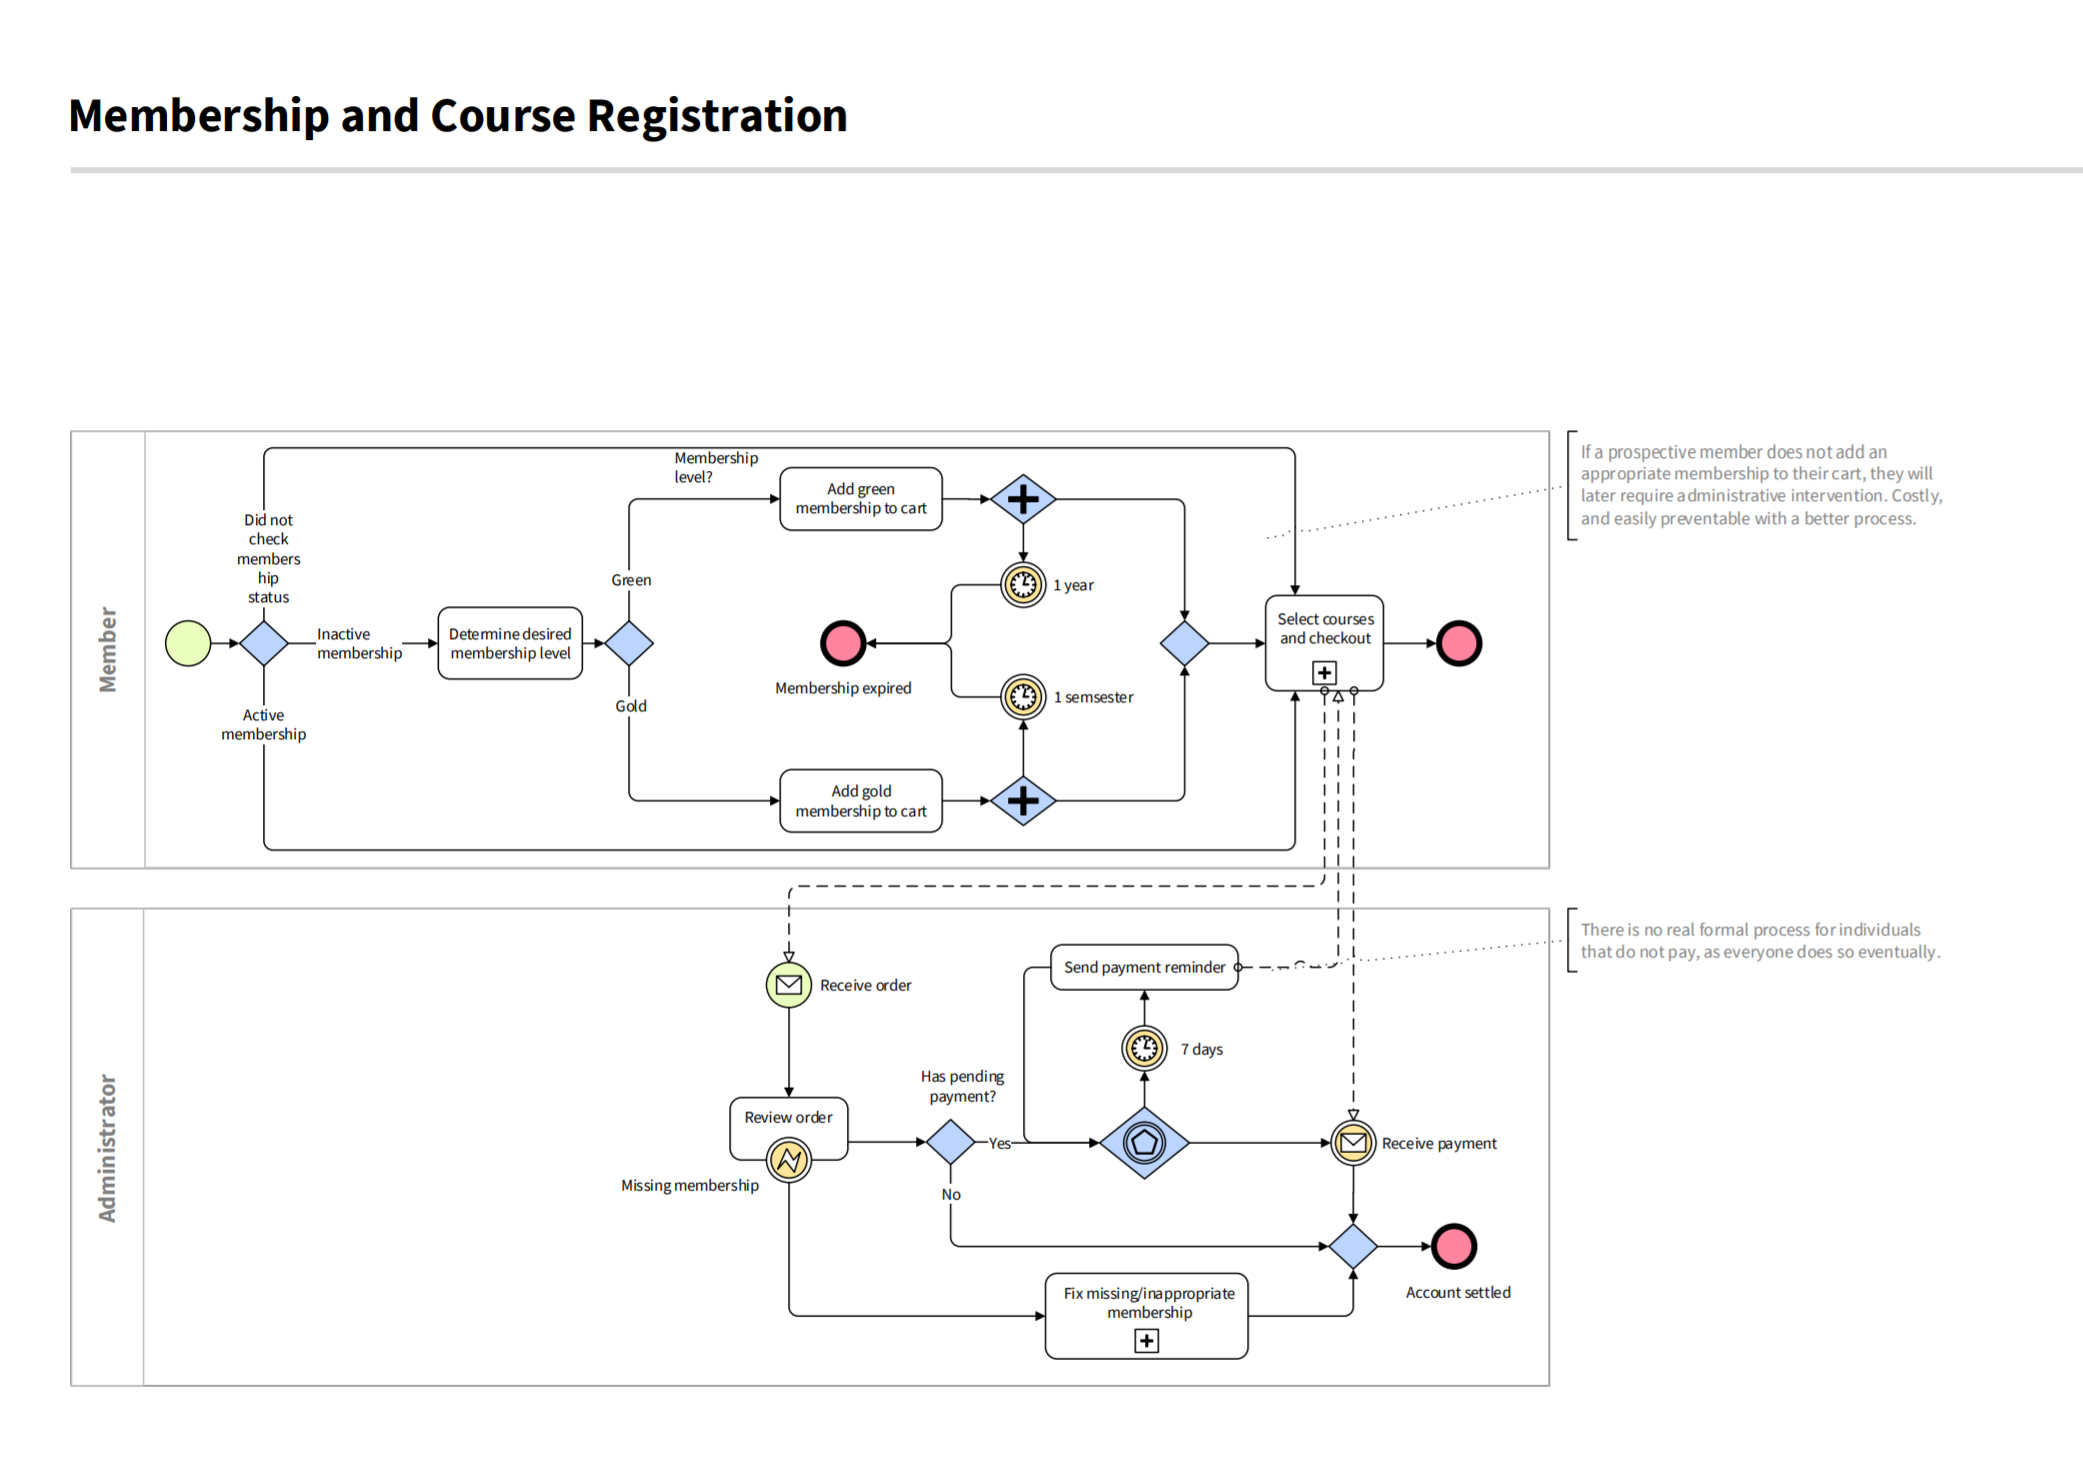 Membership and Course Registration
If a prospective member does not add an
appropriate membership to their cart, they will
later require administrative intervention. Costly,
and easily preventable with a better process.
Member
Membership
level?
Add green
membership to cart
Did not
check
members
hip
status
Green
1 year
Inactive
membership
Determine desired
membership level
Select courses
and checkout
Membership expired
1 semsester
Gold
Active
membership
Add gold
membership to cart
Administrator
There is no real formal process for individuals
that do not pay, as everyone does so eventually.
Send payment reminder
Receive order
7 days
Has pending
payment?
Review order
Yes
Receive payment
Missing membership
No
Fix missing/inappropriate
membership
Account settled